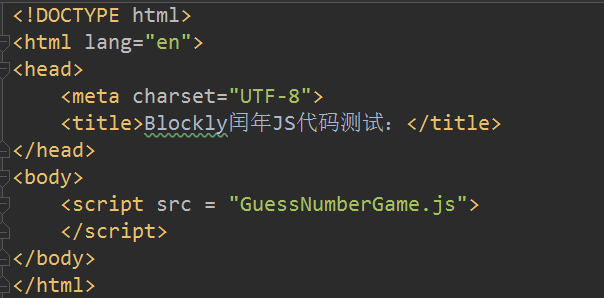 <!DOCTYPE html>
<html lang="en">
<head>
    <meta charset="UTF-8">
    <title>Blockly闰年JS代码测试：</title>
</head>
<body>
    <script src = "GuessNumberGame.js">
    </script>
</body>
</html>